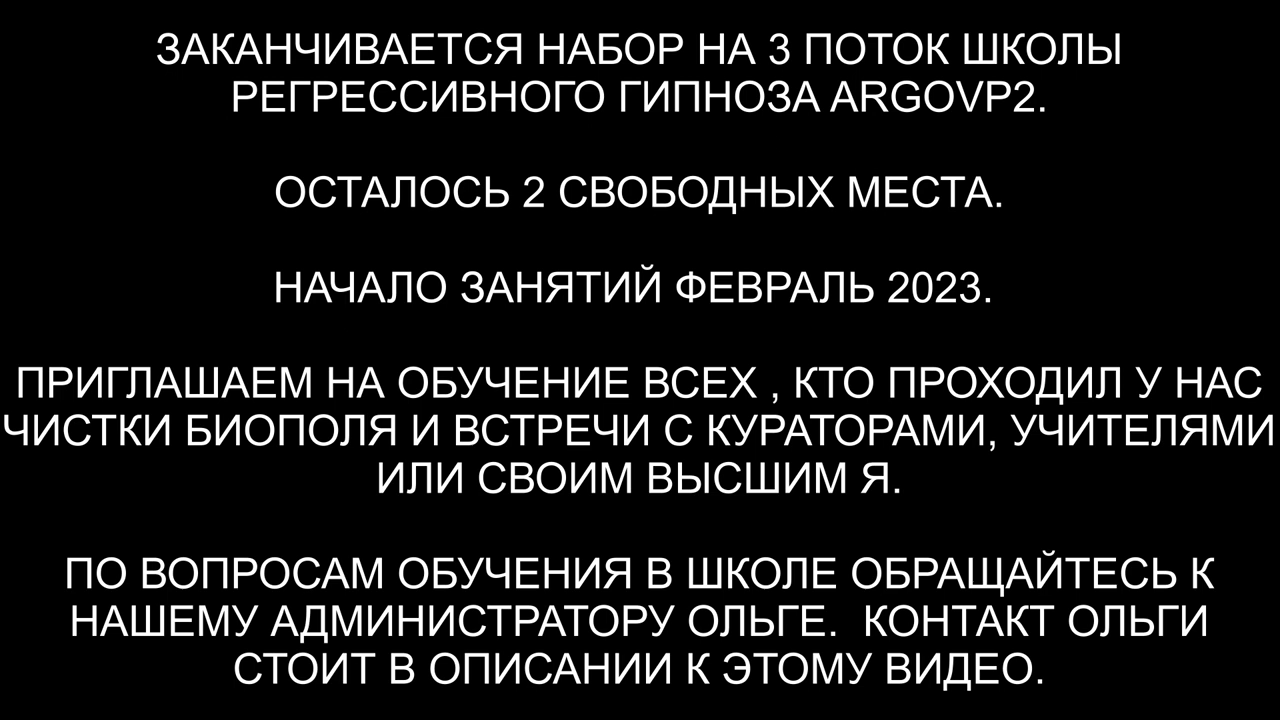 ЗАКАНЧИВАЕТСЯ НАБОР НА 3 ПОТОК ШКОЛЫ
РЕГРЕССИВНОГО ГИПНОЗА ARGOVP2.
ОСТАЛОСЬ 2 СВОБОДНЫХ МЕСТА.
НАЧАЛО ЗАНЯТИЙ ФЕВРАЛЬ 2023.
ПРИГЛАШАЕМ НА ОБУЧЕНИЕ ВСЕХ , КТО ПРОХОДИЛ У НАС
ЧИСТКИ БИОПОЛЯ И ВСТРЕЧИ С КУРАТОРАМИ, УЧИТЕЛЯМИ
ИЛИ СВОИМ ВЫСШИМ Я.
ПО ВОПРОСАМ ОБУЧЕНИЯ В ШКОЛЕ ОБРАЩАЙТЕСЬ К
НАШЕМУ АДМИНИСТРАТОРУ ОЛЬГЕ.  КОНТАКТ ОЛЬГИ
СТОИТ В ОПИСАНИИ К ЭТОМУ ВИДЕО.